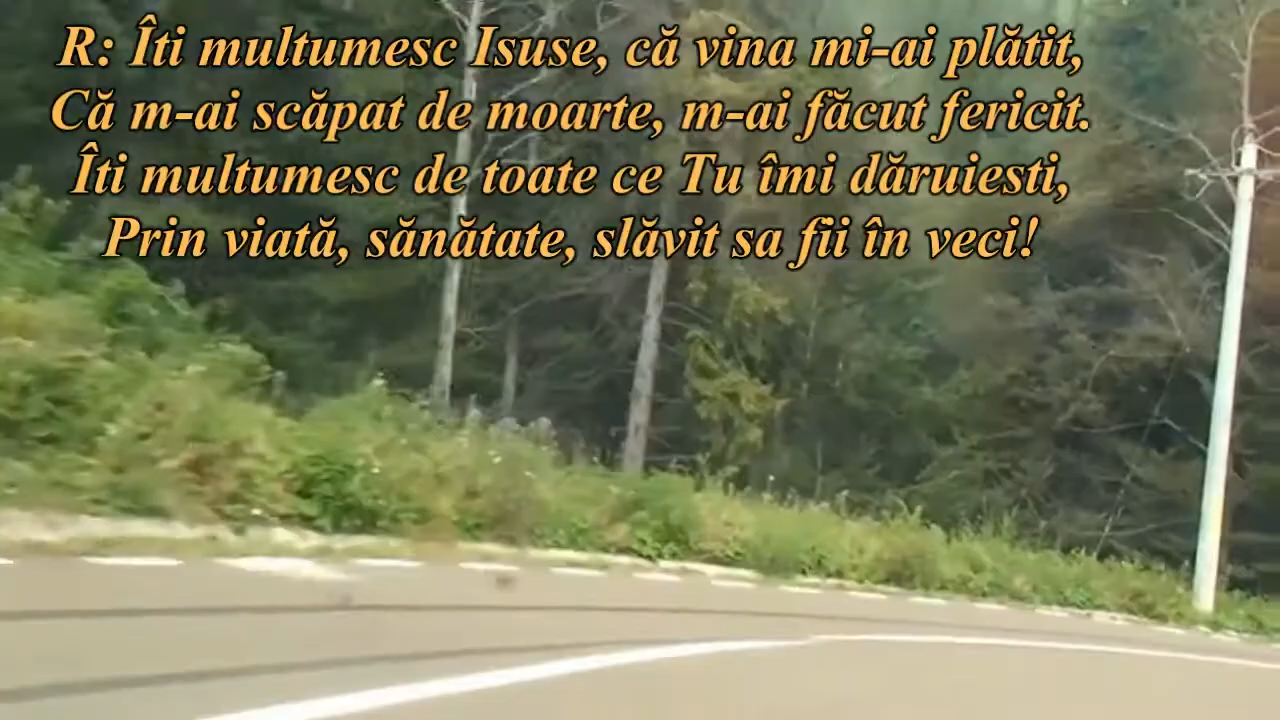 R: Îti multumesc Isuse, că vina mi-ai plătit,
Că m-ai scăpat de moarte, m-ai făcut fericit.
Îti multumesc de toate ce Tu îmi dăruiesti,
Prin viată, sănătate, slăvit sa fii în veci!